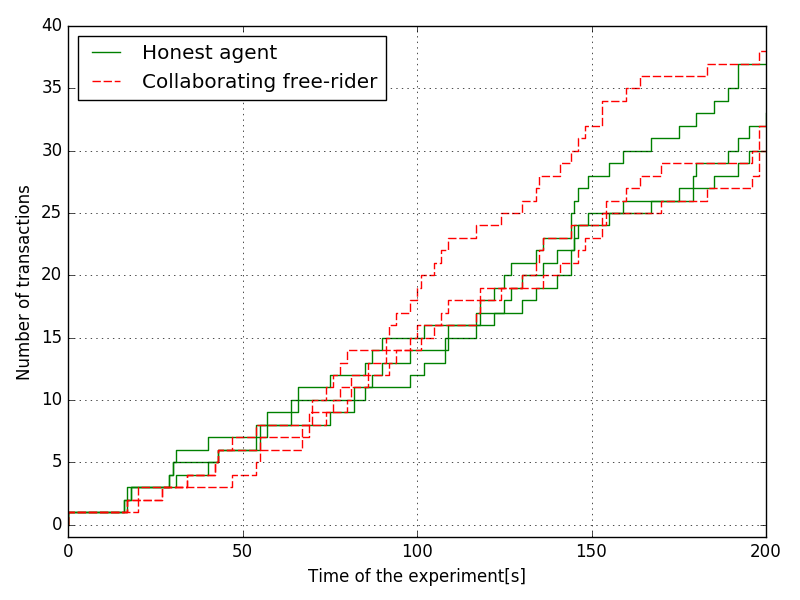 Honest agent
Collaborating free-rider
Number of transactions
40
35
30
25
20
15
10
5
0
0 50 100 150 200
Time of the experiment[s]